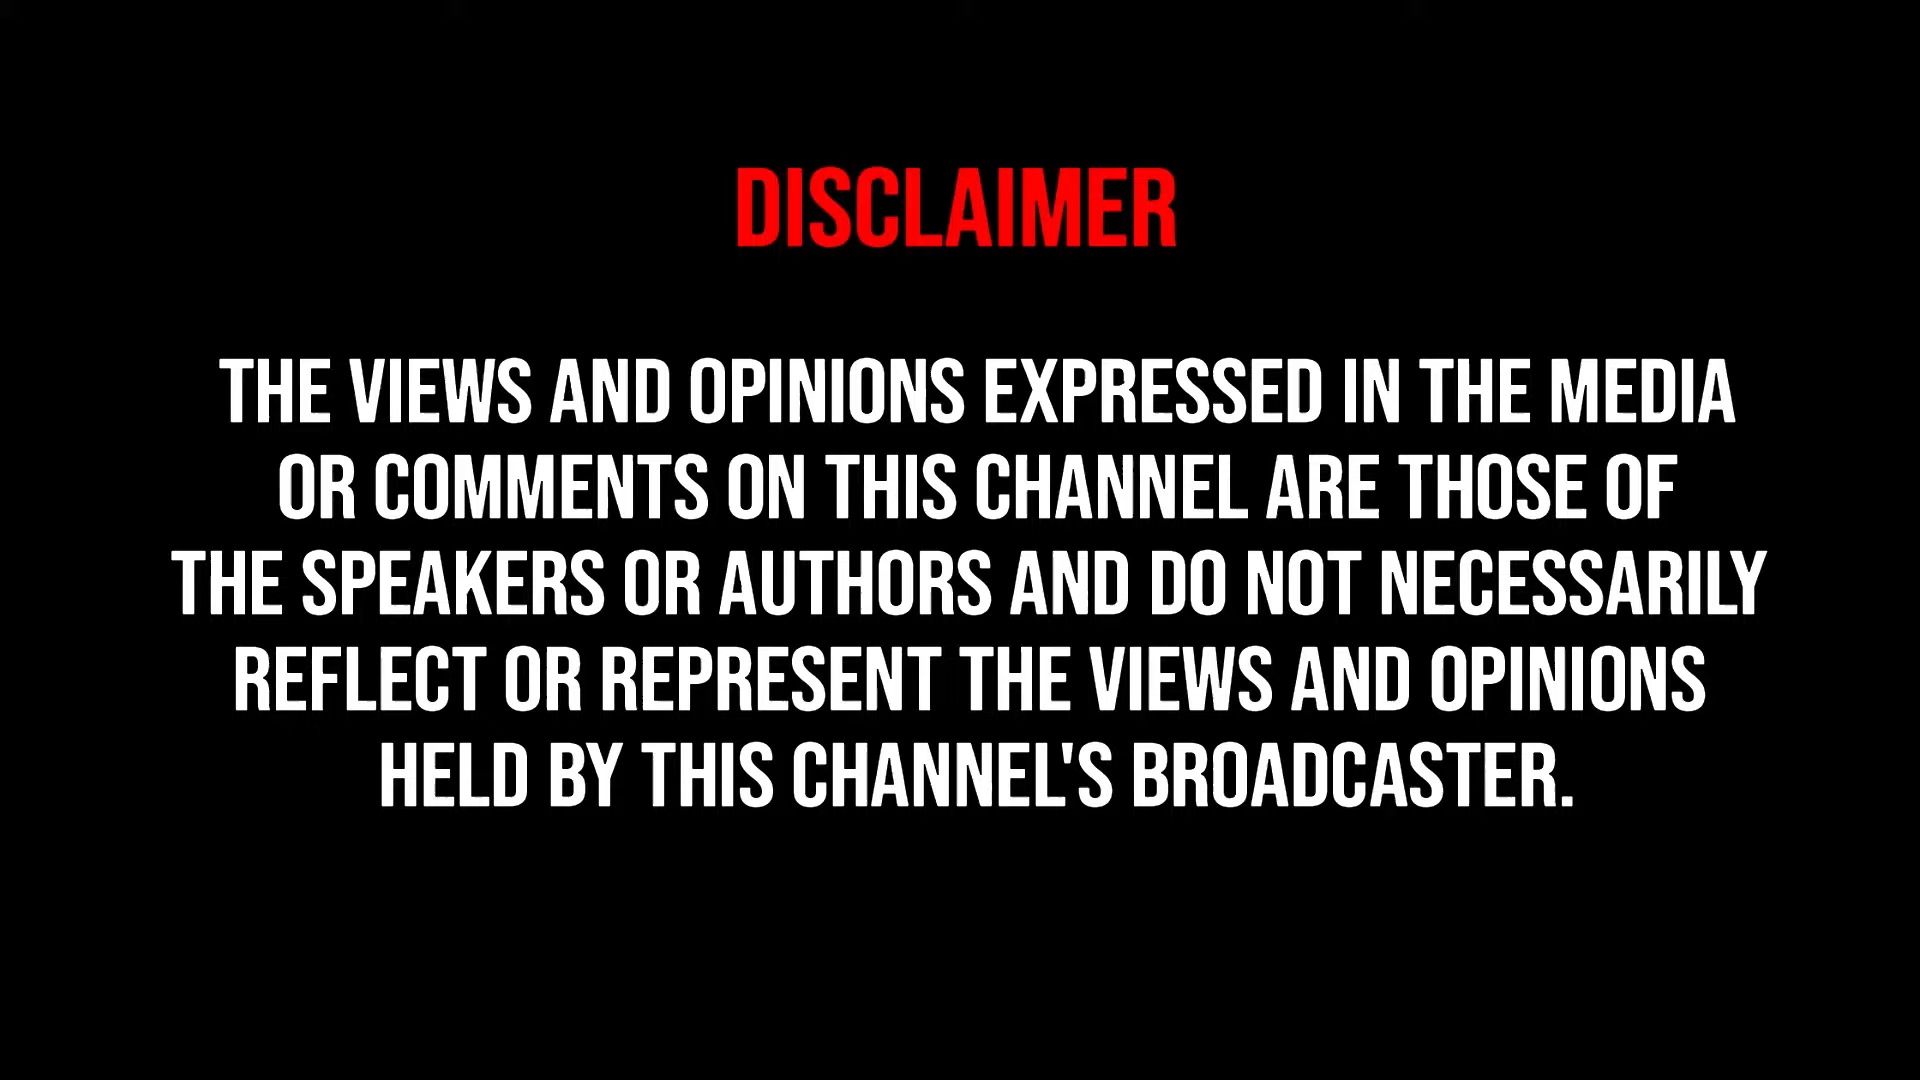 DISCLAIMER
THE VIEWS AND OPINIONS EXPRESSED IN THE MEDIA
OR COMMENTS ON THIS CHANNEL ARE THOSE OF
THE SPEAKERS OR AUTHORS AND DO NOT NECESSARILY
REFLECT OR REPRESENT THE VIEWS AND OPINIONS
HELD BY THIS CHANNEL'S BROADCASTER.